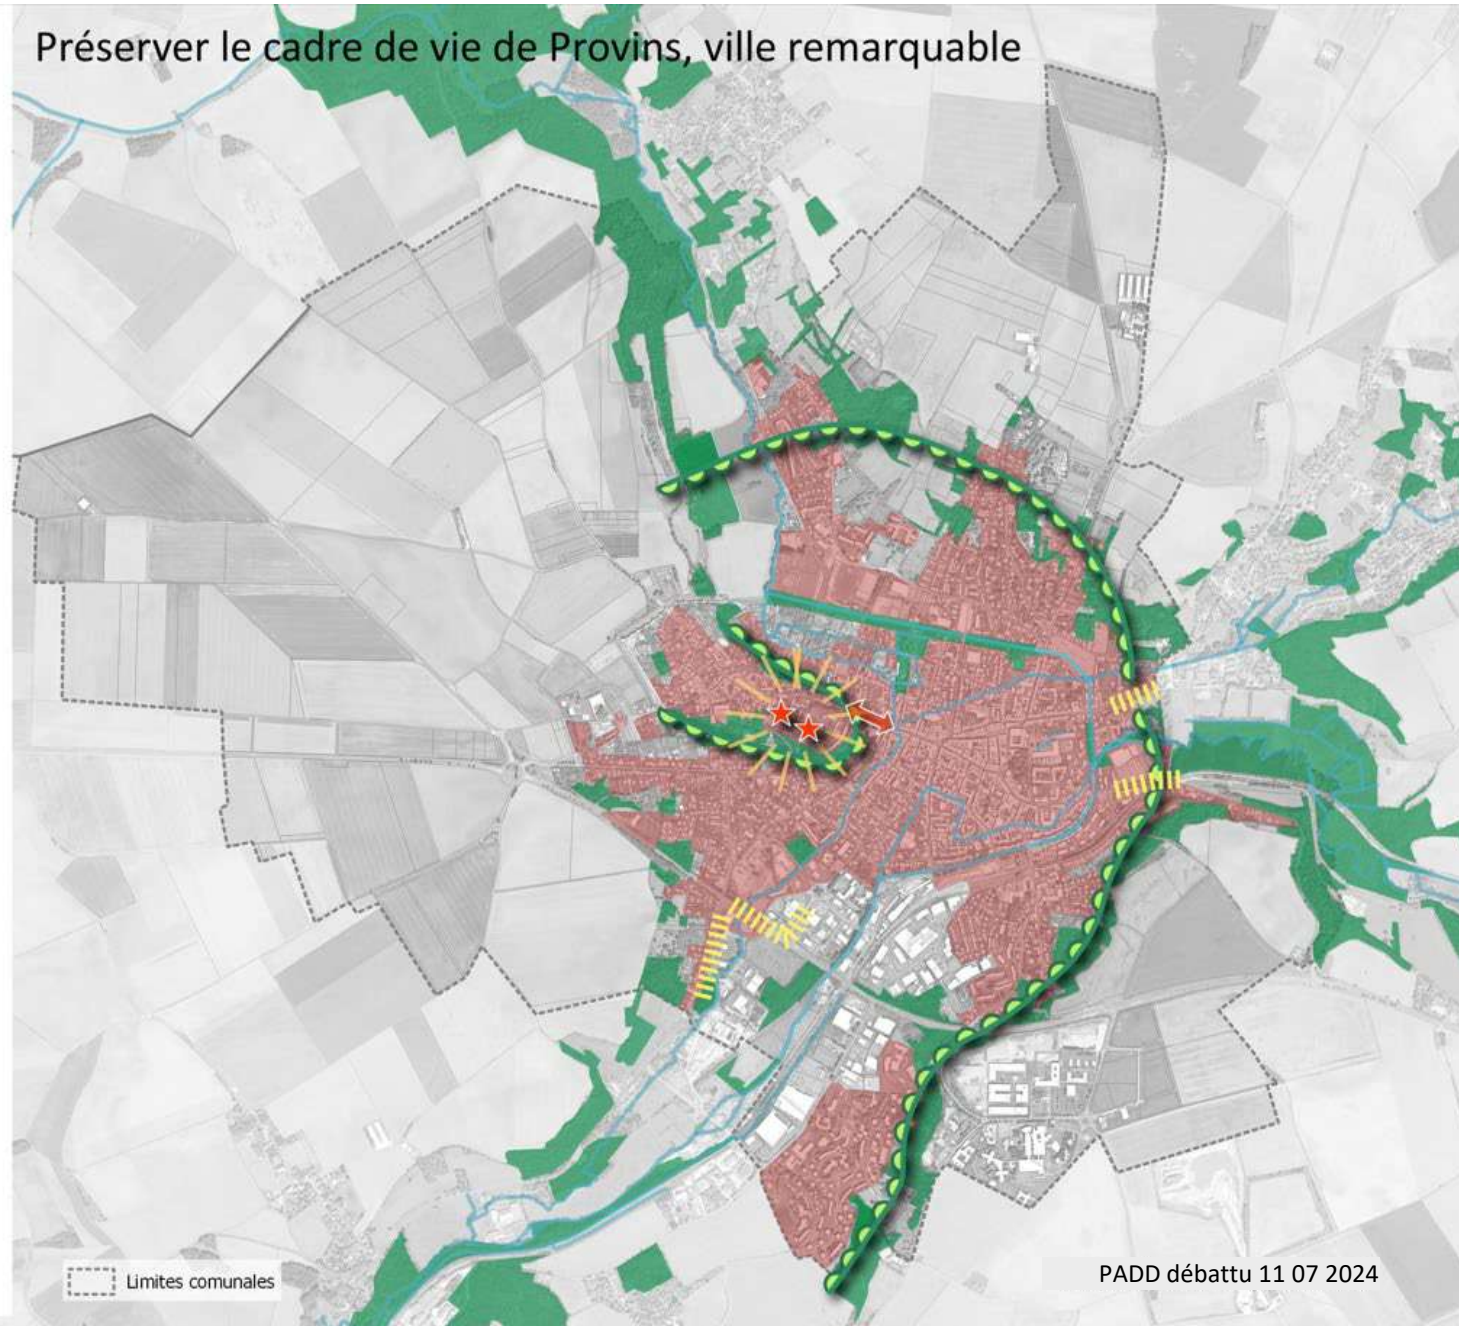 Préserver le cadre de vie de Provins, ville remarquable
Limites comunales
PADD débattu 11 07 2024